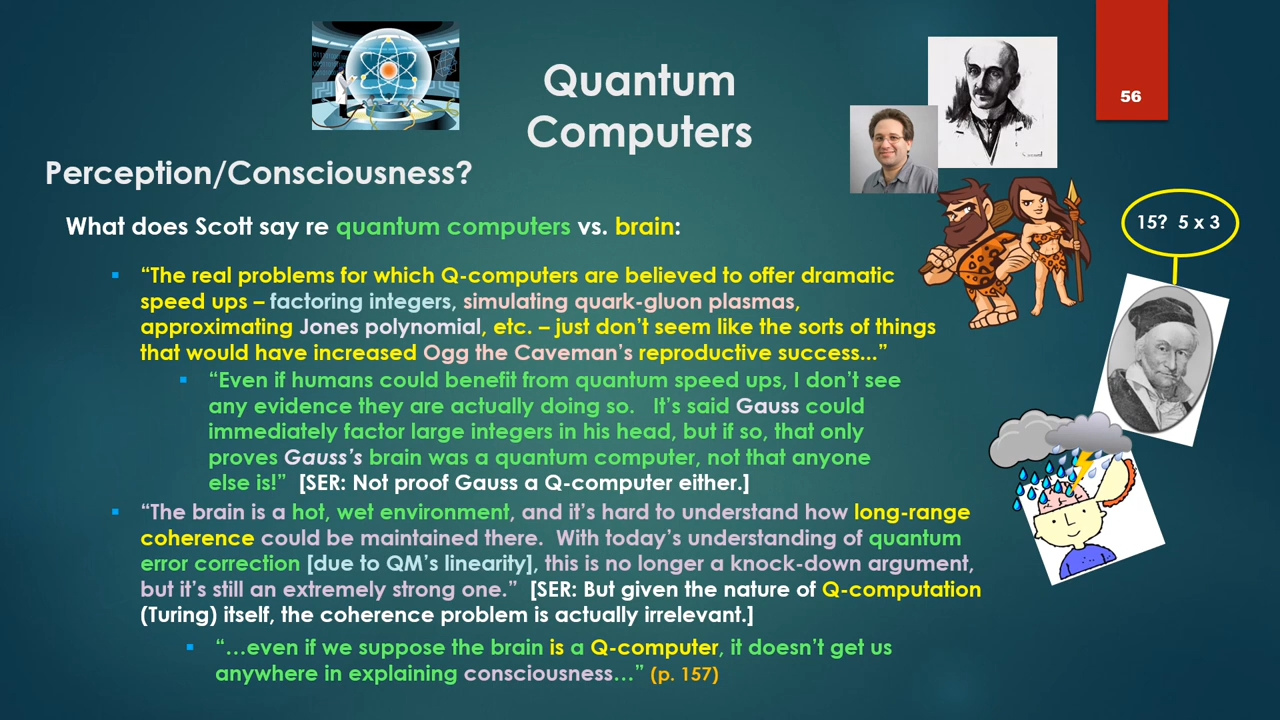 Quantum
Computers
56
Perception/Consciousness?
What does Scott say re quantum computers vs. brain:
15? 5 x 3
“The real problems for which Q-computers are believed to offer dramatic
speed ups – factoring integers, simulating quark-gluon plasmas,
approximating Jones polynomial, etc. – just don’t seem like the sorts of things
that would have increased Ogg the Caveman’s reproductive success...”
“Even if humans could benefit from quantum speed ups, I don’t see
any evidence they are actually doing so. It’s said Gauss could
immediately factor large integers in his head, but if so, that only
proves Gauss’s brain was a quantum computer, not that anyone
else is!” [SER: Not proof Gauss a Q-computer either.]
“The brain is a hot, wet environment, and it’s hard to understand how long-range
coherence could be maintained there. With today’s understanding of quantum
error correction [due to QM’s linearity], this is no longer a knock-down argument,
but it’s still an extremely strong one.” [SER: But given the nature of Q-computation
(Turing) itself, the coherence problem is actually irrelevant.]
“…even if we suppose the brain is a Q-computer, it doesn’t get us
anywhere in explaining consciousness…” (p. 157)